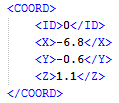 <COORD>
<ID>0</ID>
<X>-6.8</X>
<Y>-0.6</Y>
<Z>1.1</Z>
</COORD>